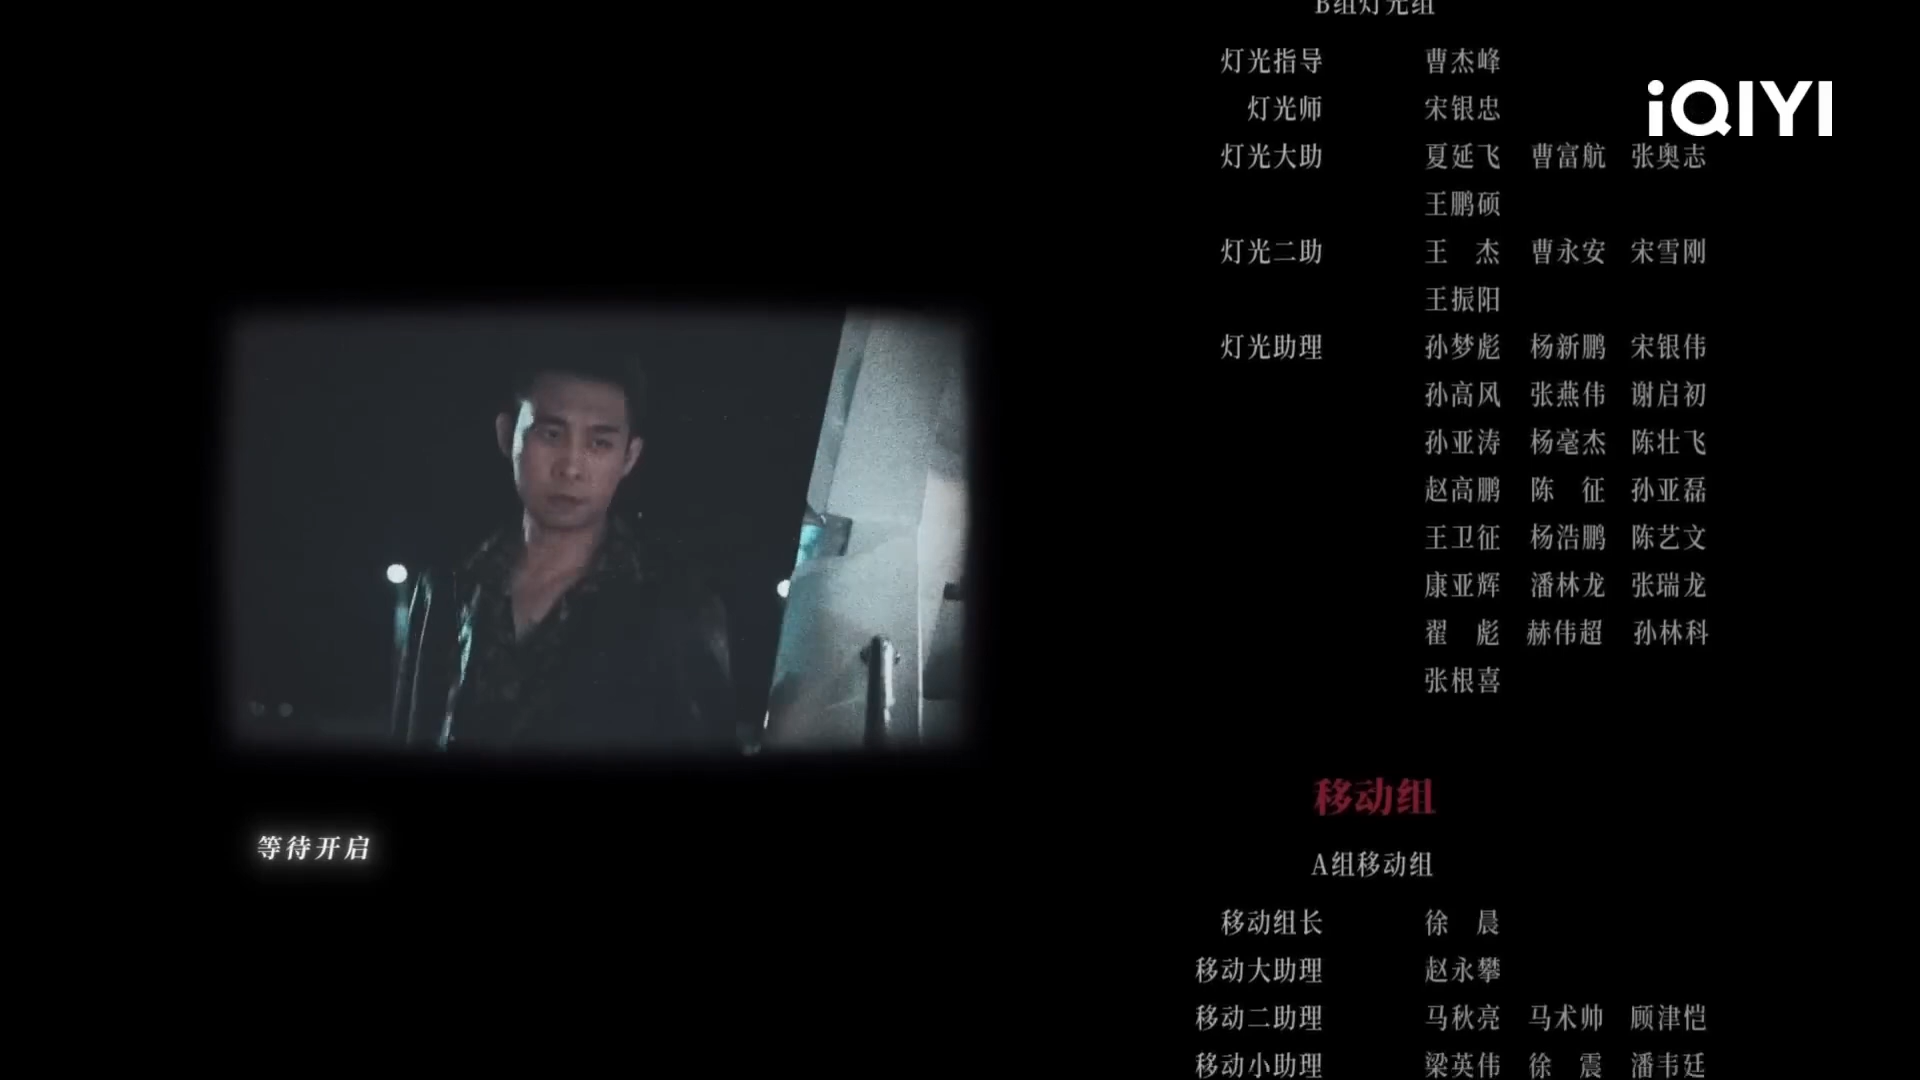 B组灯光组
灯光指导 曹杰峰
iQIYI
灯光师 宋银忠
灯光大助 夏延飞 曹富航 张奥志
王鹏硕
灯光二助 王 杰 曹永安 宋雪刚
王振阳
灯光助理 孙梦彪 杨新鹏 宋银伟
孙高风 张燕伟 谢启初
孙亚涛 杨毫杰 陈壮飞
赵高鹏 陈 征 孙亚磊
王卫征 杨浩鹏 陈艺文
康亚辉 潘林龙 张瑞龙
翟 彪 赫伟超 孙林科
张根喜
移动组
等待开启
A组移动组
移动组长 徐 晨
移动大助理 赵永攀
移动二助理 马秋亮 马术帅 顾津恺
移动小助理 梁英伟 徐 震 潘韦廷